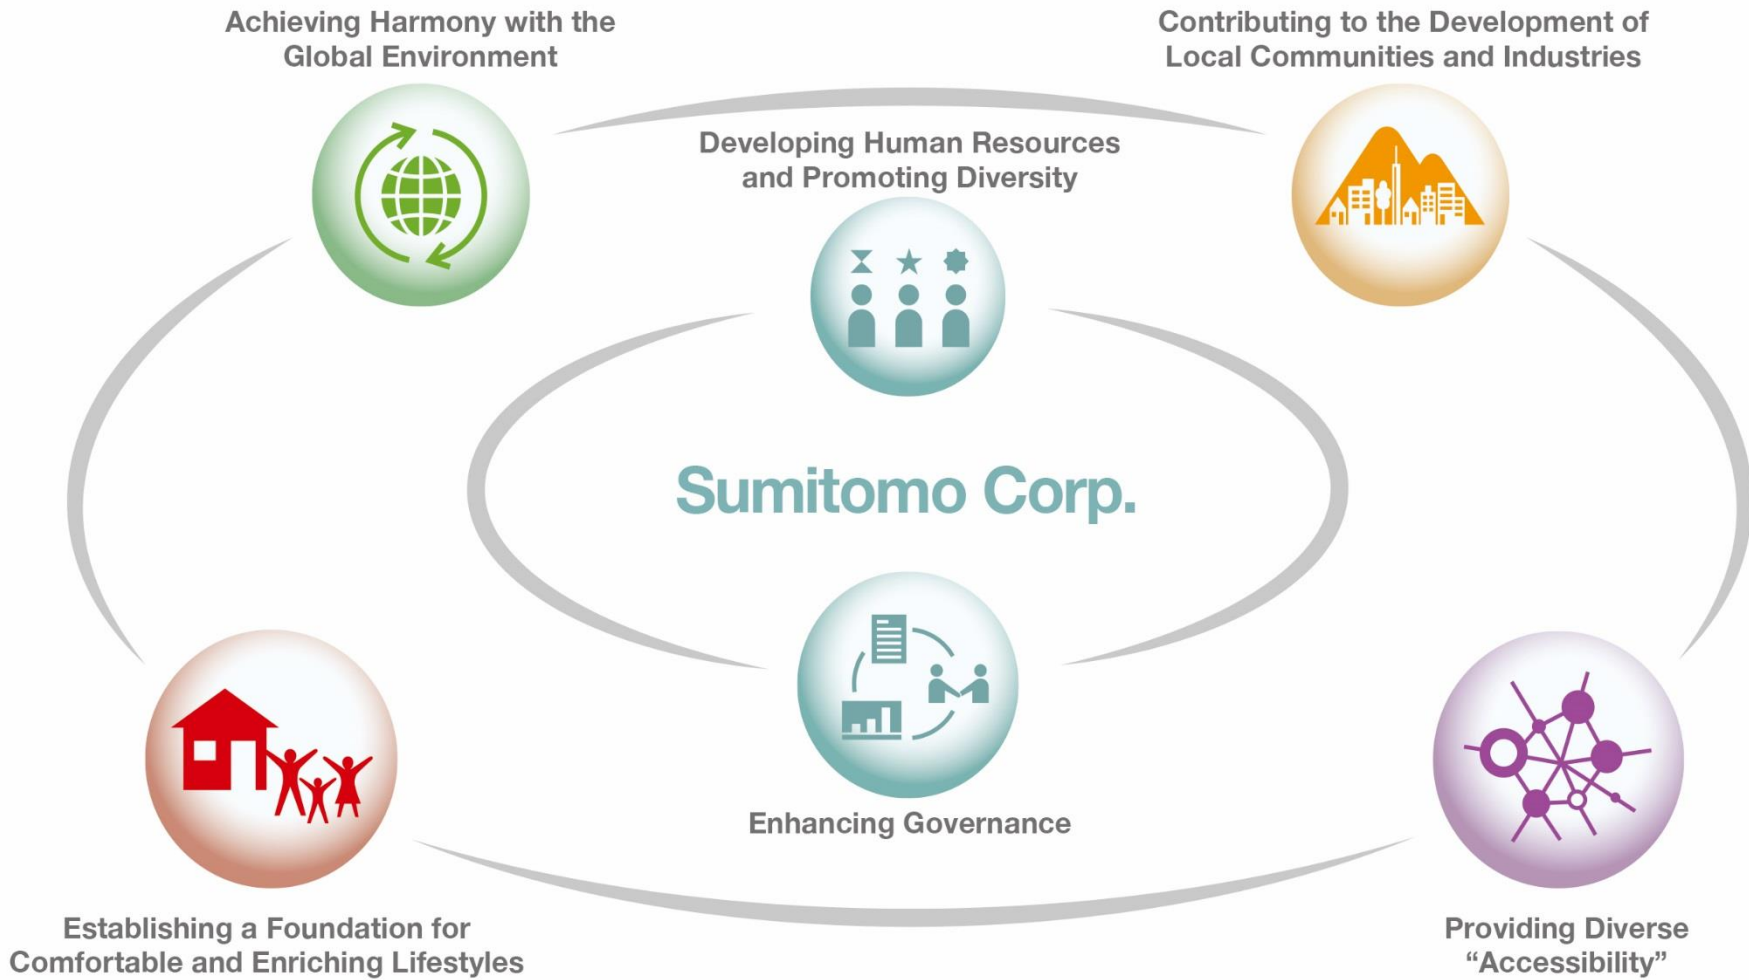 Achieving Harmony with the
Global Environment
Contributing to the Development of
Local Communities and Industries
Developing Human Resources
and Promoting Diversity
Sumitomo Corp.
Enhancing Governance
Establishing a Foundation for
Comfortable and Enriching Lifestyles
Providing Diverse
“Accessibility”